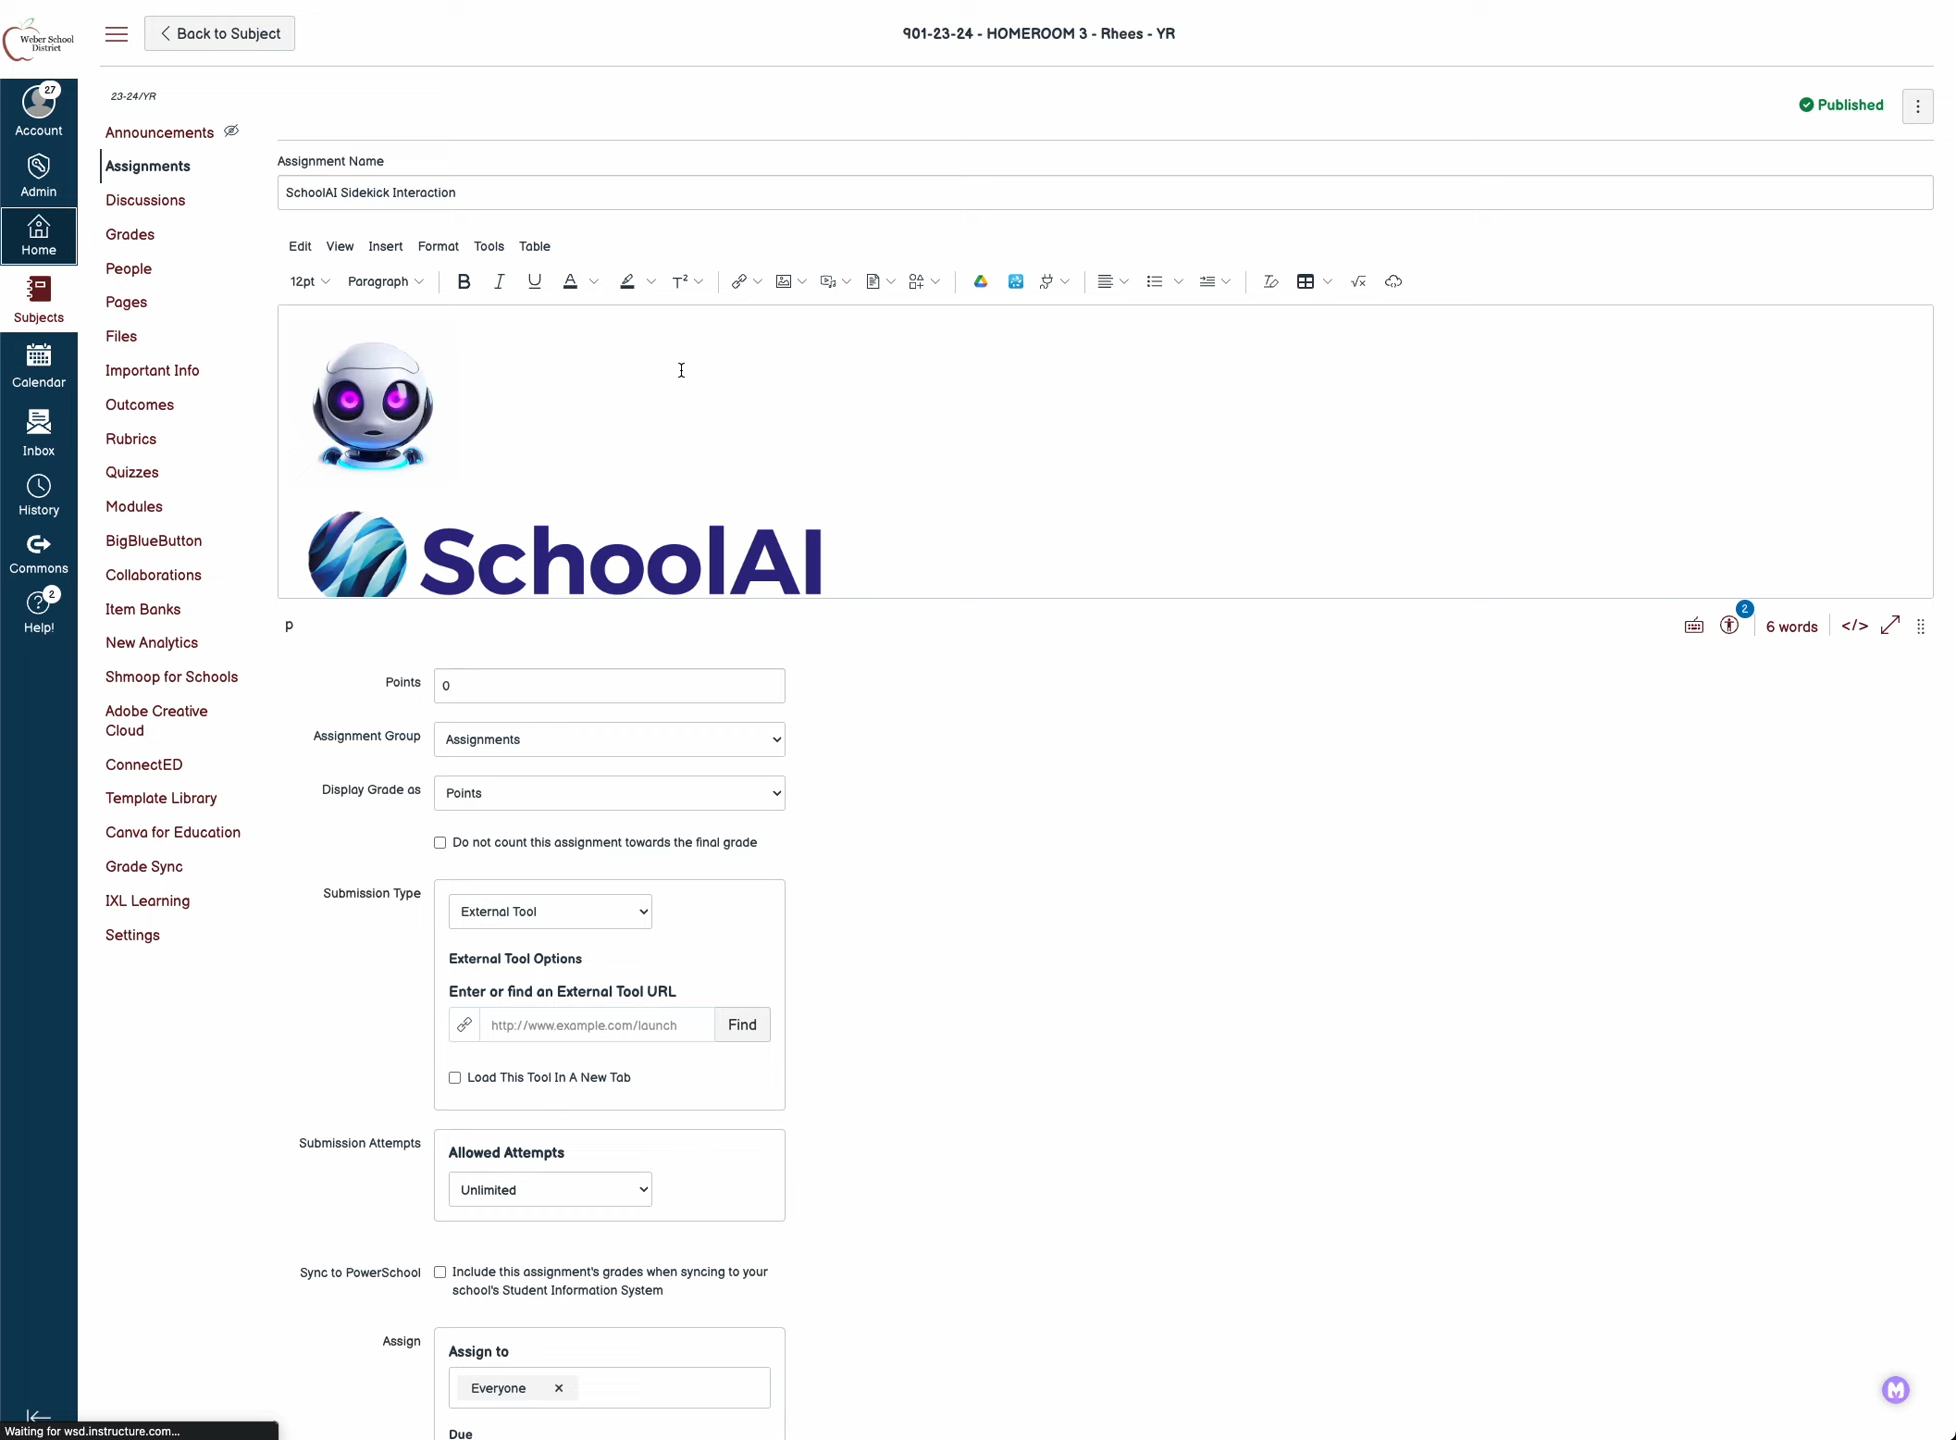 Weber School
District
Back to Subject
901-23-24 - HOMEROOM 3 - Rhees - YR
27
Account
Admin
Home
Subjects
Calendar
Inbox
History
Commons
2
Help!
23-24/YR
Announcements
Assignments
Discussions
Grades
People
Pages
Files
Important Info
Outcomes
Rubrics
Quizzes
Modules
BigBlueButton
Collaborations
Item Banks
New Analytics
Shmoop for Schools
Adobe Creative
Cloud
ConnectED
Template Library
Canva for Education
Grade Sync
IXL Learning
Settings
Published
Assignment Name
SchoolAI Sidekick Interaction
Edit View Insert Format Tools Table
12pt Paragraph B I U A T²
SchoolAI
p
2
6 words </>
Points 0
Assignment Group Assignments
Display Grade as Points
Do not count this assignment towards the final grade
Submission Type
External Tool
External Tool Options
Enter or find an External Tool URL
http://www.example.com/launch Find
Load This Tool In A New Tab
Submission Attempts
Allowed Attempts
Unlimited
Sync to PowerSchool Include this assignment's grades when syncing to your
school's Student Information System
Assign
Assign to
Everyone ×
Due
M
Waiting for wsd.instructure.com...